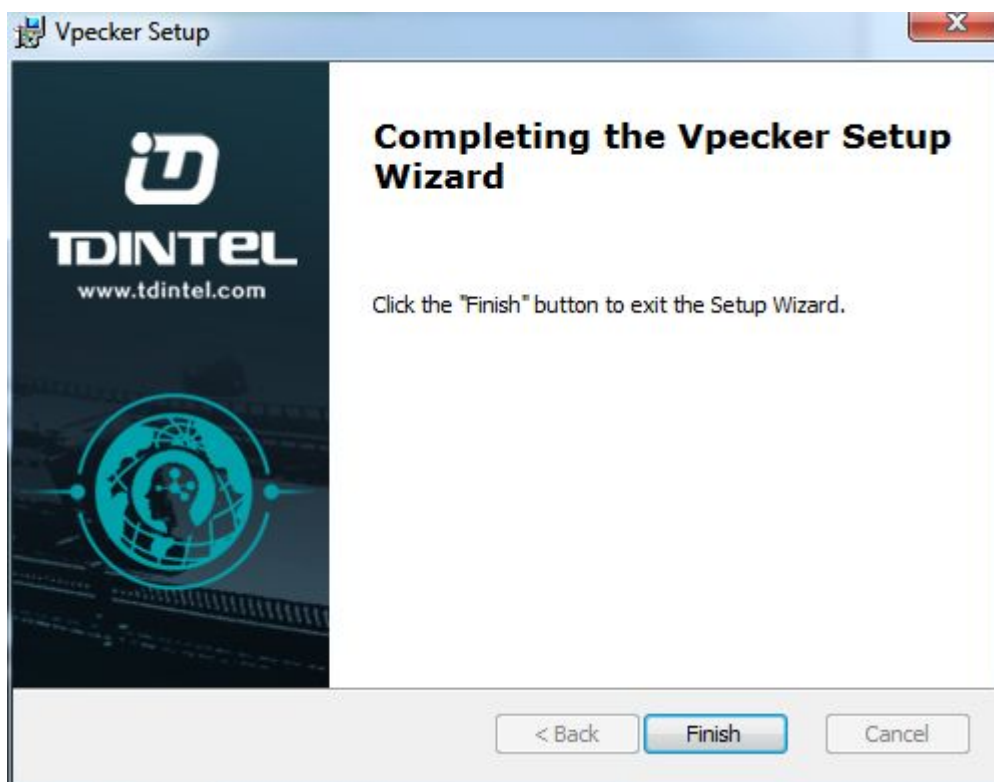 Vpecker Setup
TDINTEL
www.tdintel.com
Completing the Vpecker Setup
Wizard
Click the "Finish" button to exit the Setup Wizard.
< Back
Finish
Cancel